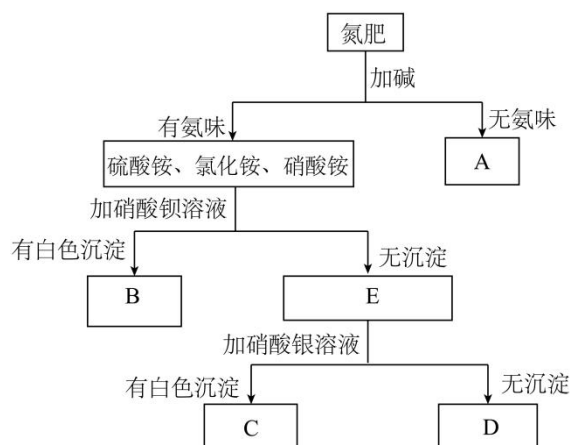 氮肥
加碱
有氨味
无氨味
硫酸铵、氯化铵、硝酸铵
A
加硝酸钡溶液
有白色沉淀
无沉淀
B
E
加硝酸银溶液
有白色沉淀
无沉淀
C
D